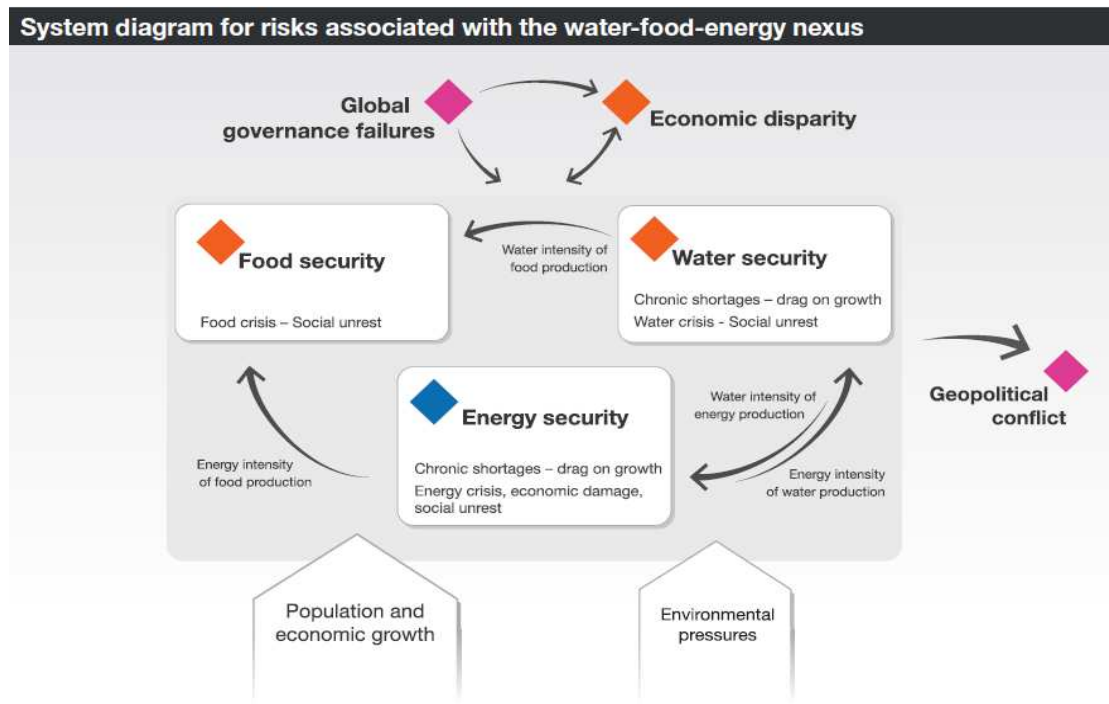 System diagram for risks associated with the water-food-energy nexus
Global
governance failures
Economic disparity
Food security
Food crisis – Social unrest
Water intensity of
food production
Water security
Chronic shortages – drag on growth
Water crisis - Social unrest
Geopolitical
conflict
Energy security
Chronic shortages – drag on growth
Energy crisis, economic damage,
social unrest
Water intensity of
energy production
Energy intensity
of food production
Energy intensity
of water production
Population and
economic growth
Environmental
pressures